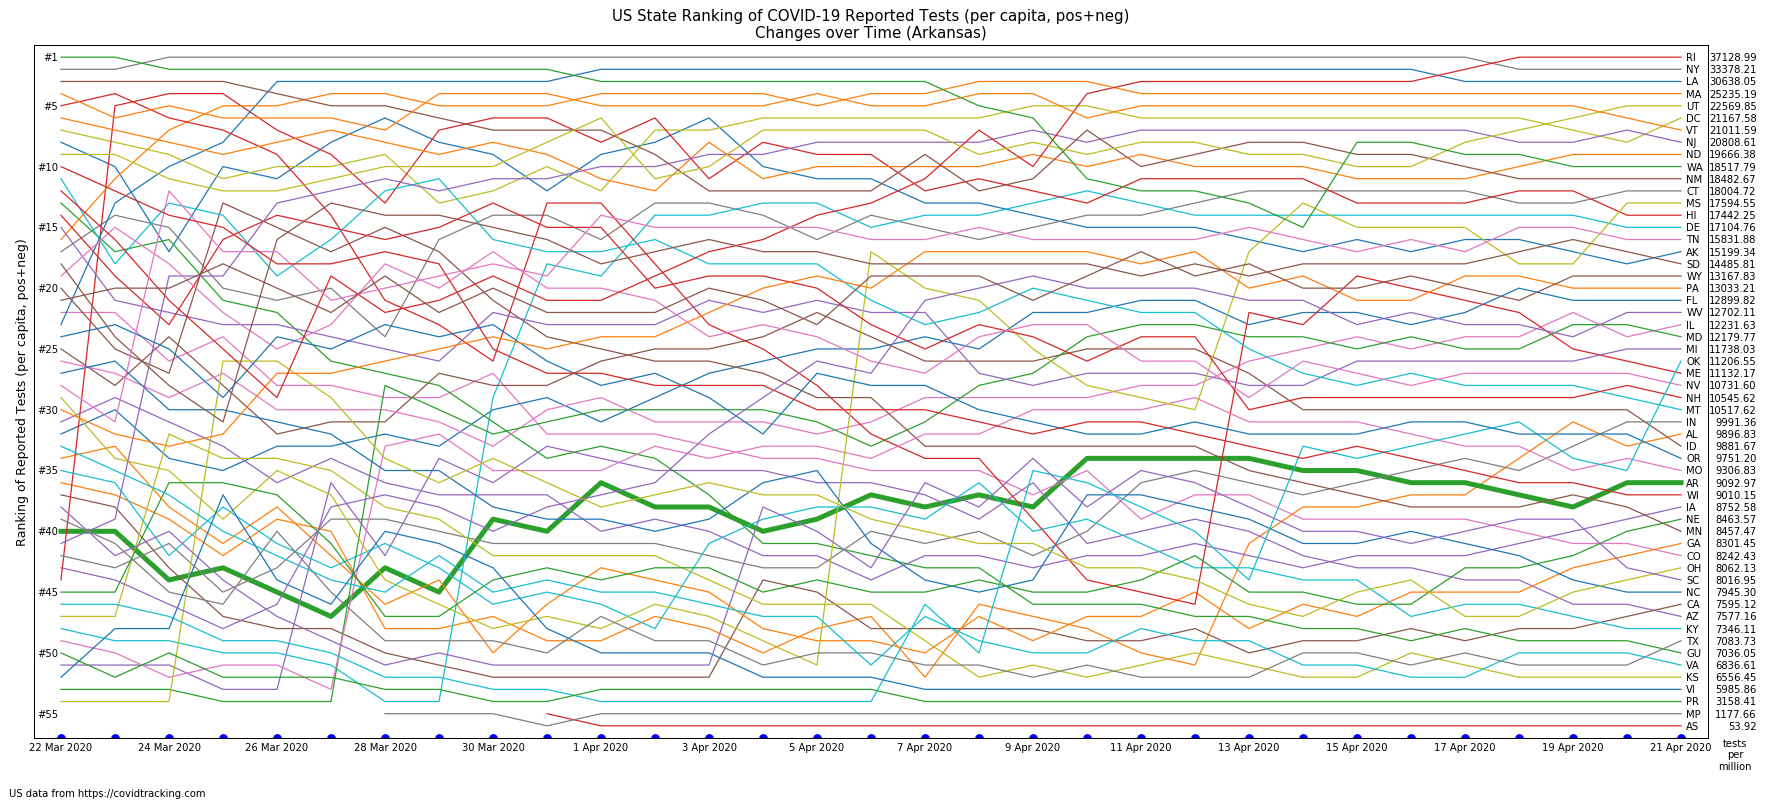 US State Ranking of COVID-19 Reported Tests (per capita, pos+neg)
Changes over Time (Arkansas)
Ranking of Reported Tests (per capita, pos+neg)
#1
#5
#10
#15
#20
#25
#30
#35
#40
#45
#50
#55
RI 37128.99
NY 33378.21
LA 30638.05
MA 25235.19
UT 22569.85
DC 21167.58
VT 21011.59
NJ 20808.61
ND 19666.38
WA 18517.79
NM 18482.67
CT 18004.72
MS 17594.55
HI 17442.25
DE 17104.76
TN 15831.88
AK 15199.34
SD 14485.81
WY 13167.83
PA 13033.21
FL 12899.82
WV 12702.11
IL 12231.63
MD 12179.77
MI 11738.03
OK 11206.55
ME 11132.17
NV 10731.60
NH 10545.62
MT 10517.62
IN 9991.36
AL 9896.83
ID 9881.67
OR 9751.20
MO 9306.83
AR 9092.97
WI 9010.15
IA 8752.58
NE 8463.57
MN 8457.47
GA 8301.45
CO 8242.43
OH 8062.13
SC 8016.95
NC 7945.30
CA 7595.12
AZ 7577.16
KY 7346.11
TX 7083.73
GU 7036.05
VA 6836.61
KS 6556.45
VI 5985.86
PR 3158.41
MP 1177.66
AS 53.92
22 Mar 2020 24 Mar 2020 26 Mar 2020 28 Mar 2020 30 Mar 2020 1 Apr 2020 3 Apr 2020 5 Apr 2020 7 Apr 2020 9 Apr 2020 11 Apr 2020 13 Apr 2020 15 Apr 2020 17 Apr 2020 19 Apr 2020 21 Apr 2020
tests
per
million
US data from https://covidtracking.com